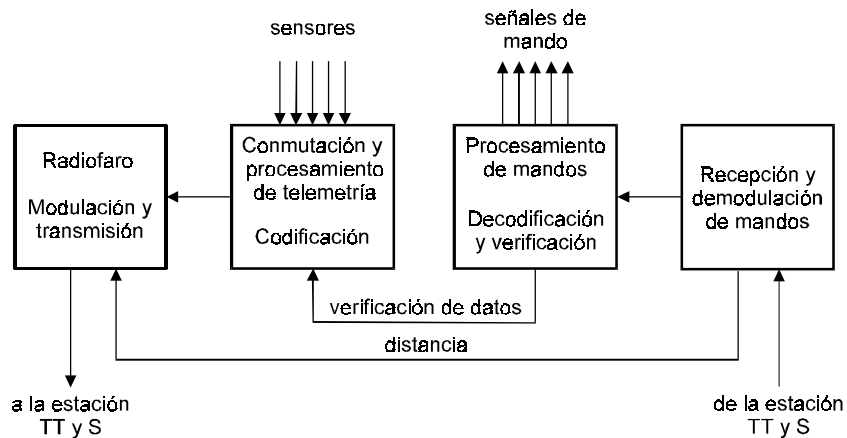 sensores
señales de
mando
Radiofaro
Modulación y
transmisión
Conmutación y
procesamiento
de telemetría
Codificación
Procesamiento
de mandos
Decodificación
y verificación
Recepción y
demodulación
de mandos
verificación de datos
distancia
a la estación
TT y S
de la estación
TT y S